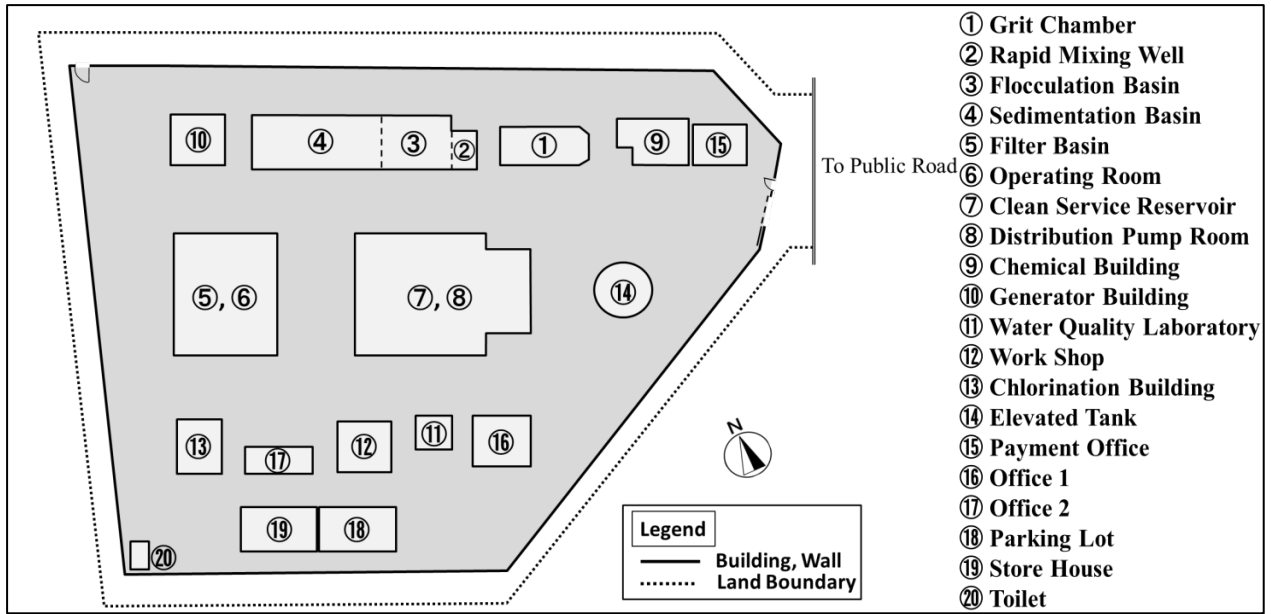 ① Grit Chamber
② Rapid Mixing Well
③ Flocculation Basin
④ Sedimentation Basin
⑤ Filter Basin
⑥ Operating Room
⑦ Clean Service Reservoir
⑧ Distribution Pump Room
⑨ Chemical Building
⑩ Generator Building
⑪ Water Quality Laboratory
⑫ Work Shop
⑬ Chlorination Building
⑭ Elevated Tank
⑮ Payment Office
⑯ Office 1
⑰ Office 2
⑱ Parking Lot
⑲ Store House
⑳ Toilet
⑩
④
③
②
①
⑨
⑮
To Public Road
⑤, ⑥
⑦, ⑧
⑭
⑬
⑰
⑫
⑪
⑯
N
⑲
⑱
⑳
Legend
Building, Wall
Land Boundary